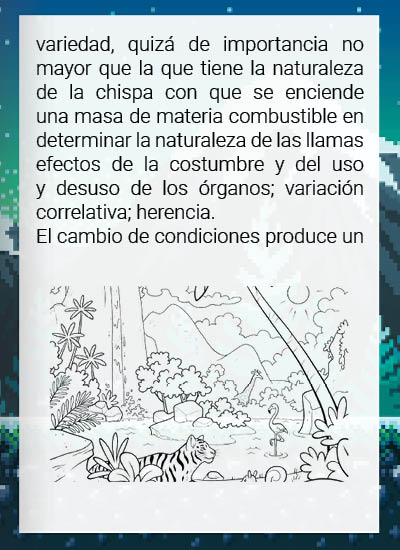 variedad, quizá de importancia no
mayor que la que tiene la naturaleza
de la chispa con que se enciende
una masa de materia combustible en
determinar la naturaleza de las llamas
efectos de la costumbre y del uso
y desuso de los órganos; variación
correlativa; herencia.
El cambio de condiciones produce un